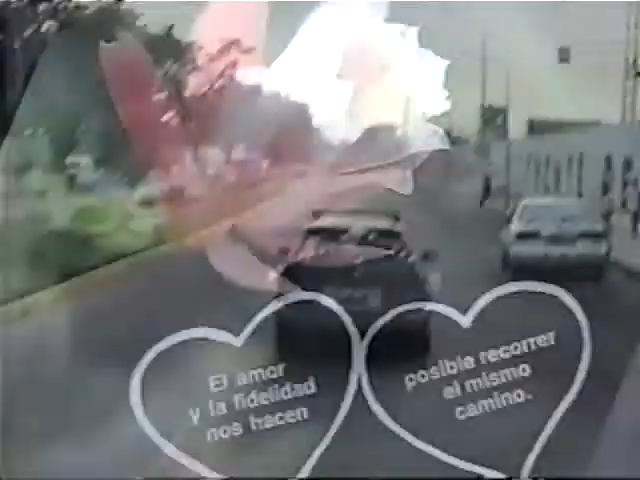 El amor
y la fidelidad
nos hacen
posible recorrer
el mismo
camino.